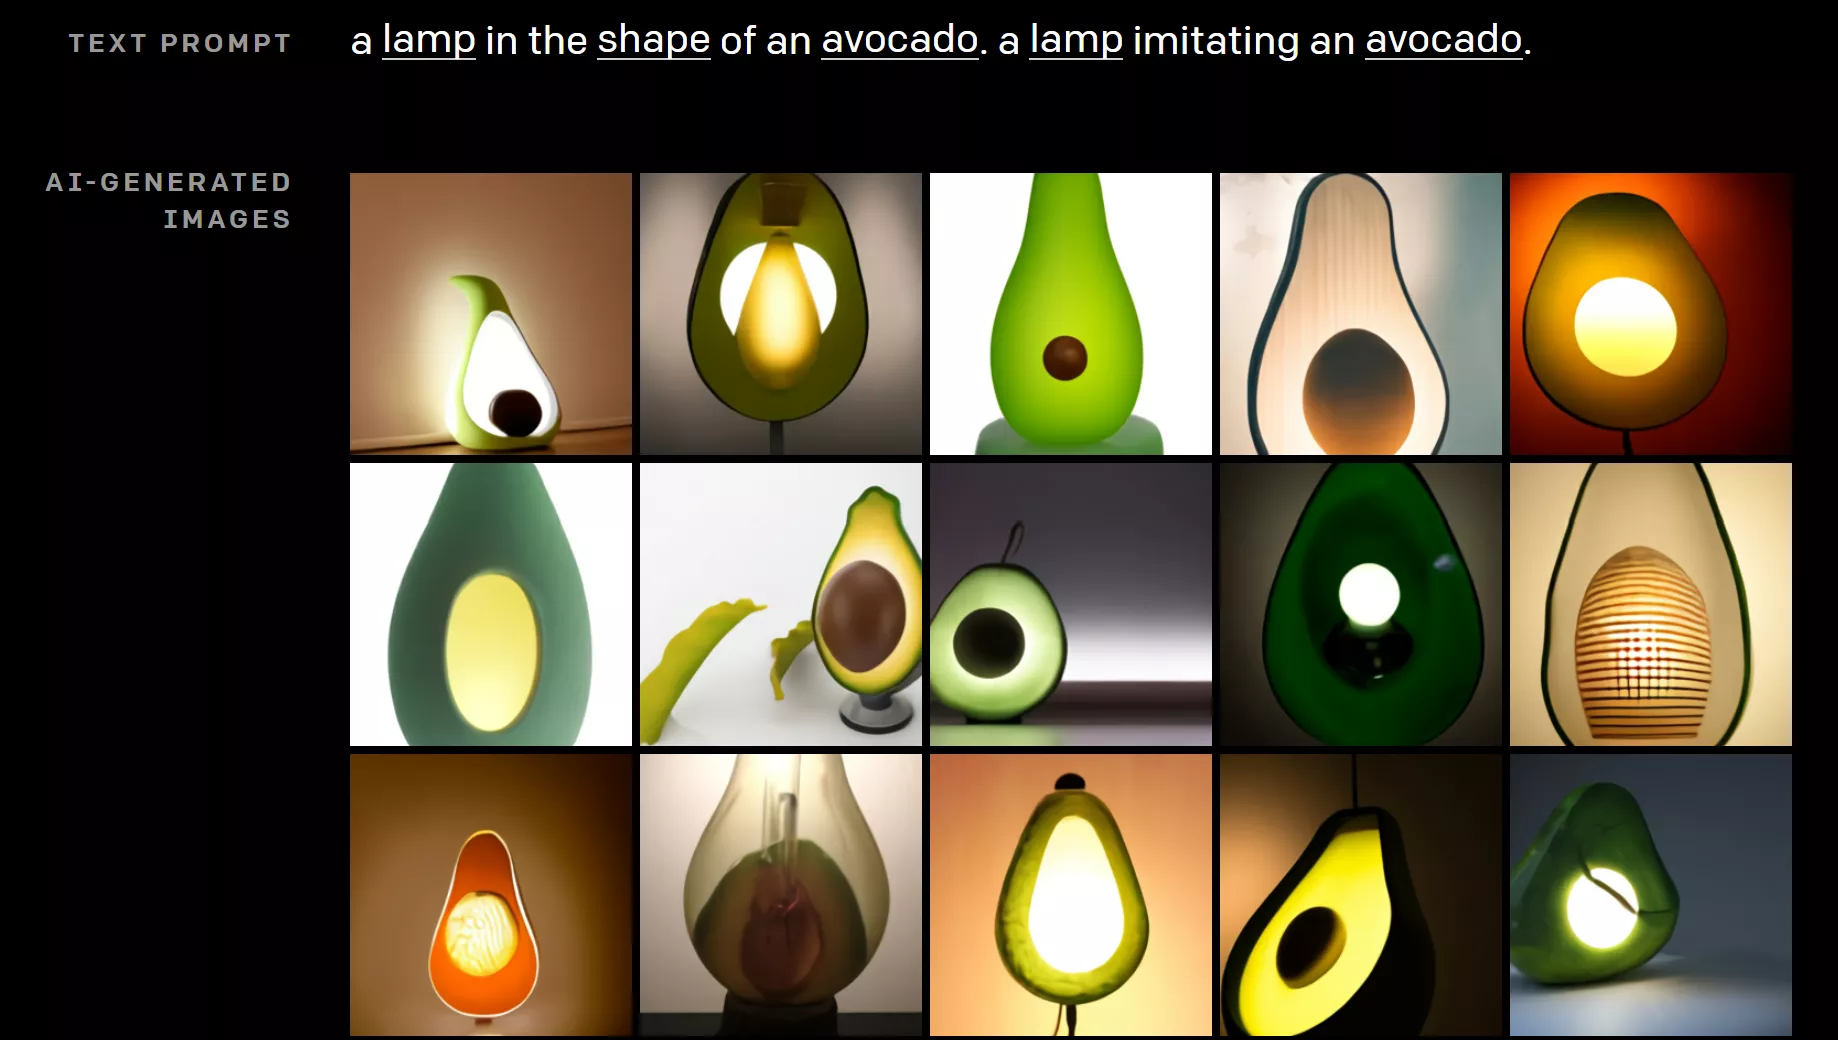 TEXT PROMPT
a lamp in the shape of an avocado. a lamp imitating an avocado.
AI-GENERATED
IMAGES